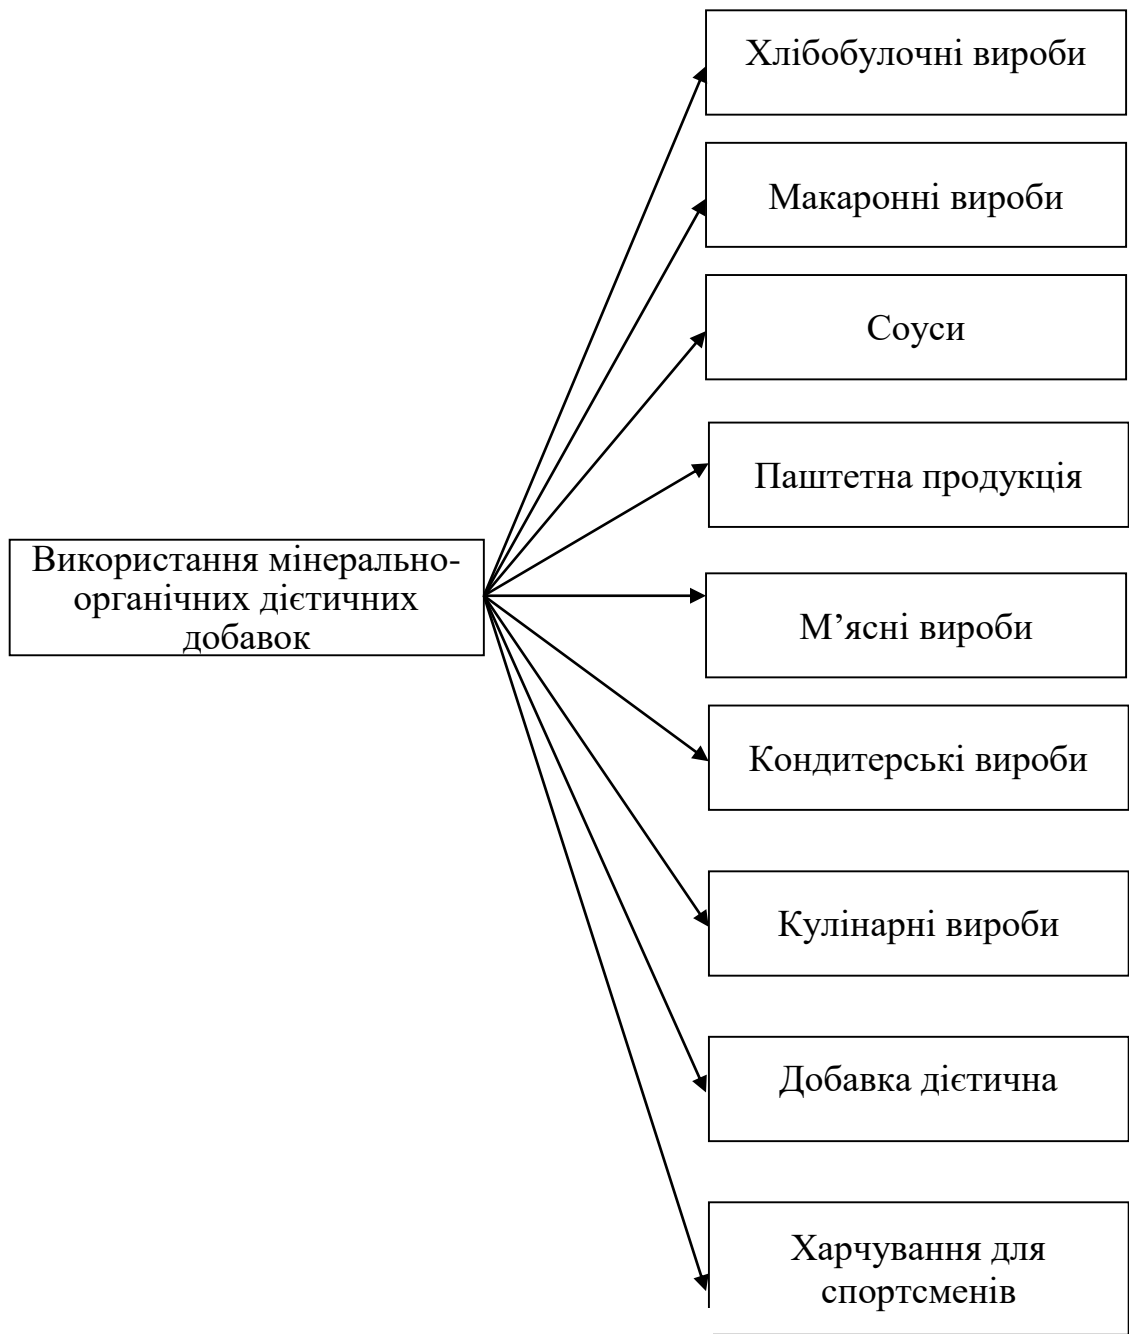 Хлібобулочні вироби
Макаронні вироби
Соуси
Паштетна продукція
Використання мінерально-
органічних дієтичних
добавок
М’ясні вироби
Кондитерські вироби
Кулінарні вироби
Добавка дієтична
Харчування для
спортсменів